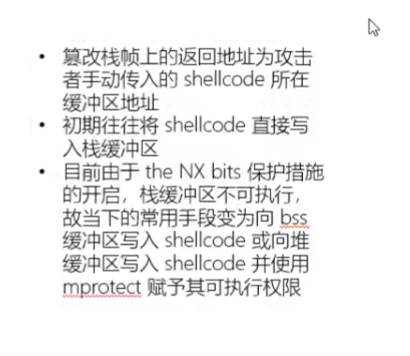 • 篡改栈帧上的返回地址为攻击
者手动传入的 shellcode 所在
缓冲区地址
• 初期往往将 shellcode 直接写
入栈缓冲区
• 目前由于 the NX bits 保护措施
的开启，栈缓冲区不可执行，
故当下的常用手段变为向 bss
缓冲区写入 shellcode 或向堆
缓冲区写入 shellcode 并使用
mprotect 赋予其可执行权限